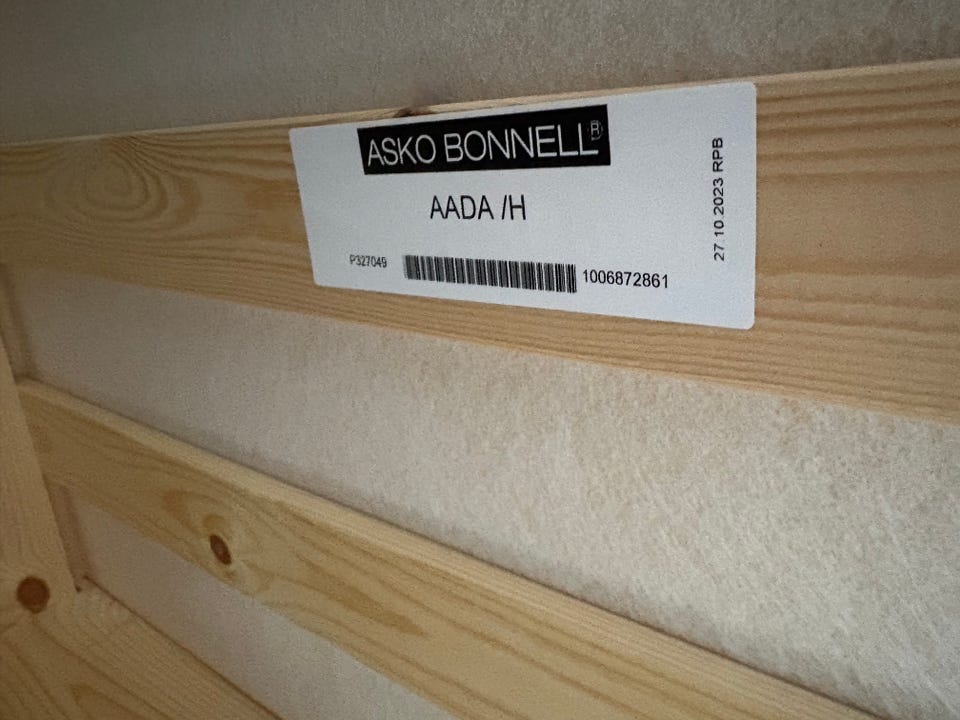 ASKO BONNELL®
AADA /H
P327049
1006872861
27 10 2023 RPB